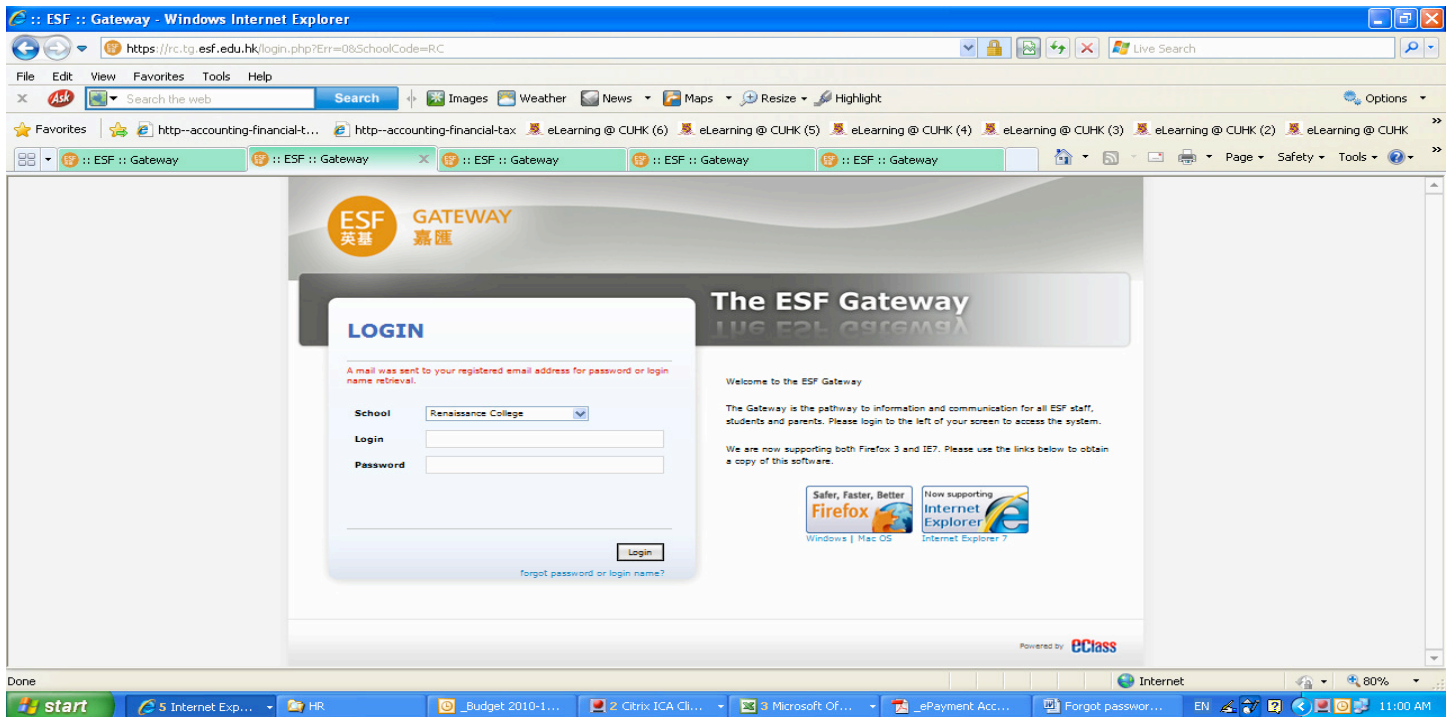 :: ESF :: Gateway - Windows Internet Explorer
https://rc.tg.esf.edu.hk/login.php?Err=0&SchoolCode=RC
Live Search
File Edit View Favorites Tools Help
x Ask Search the web Search Images Weather News Maps Resize Highlight Options
Favorites http--accounting-financial-t... http--accounting-financial-tax eLearning @ CUHK (6) eLearning @ CUHK (5) eLearning @ CUHK (4) eLearning @ CUHK (3) eLearning @ CUHK (2) eLearning @ CUHK »
:: ESF :: Gateway :: ESF :: Gateway :: ESF :: Gateway :: ESF :: Gateway :: ESF :: Gateway Page Safety Tools »
ESF
英基
GATEWAY
嘉匯
The ESF Gateway
LOGIN
A mail was sent to your registered email address for password or login
name retrieval.
School Renaissance College
Login
Password
Login
forgot password or login name?
Welcome to the ESF Gateway
The Gateway is the pathway to information and communication for all ESF staff,
students and parents. Please login to the left of your screen to access the system.
We are now supporting both Firefox 3 and IE7. Please use the links below to obtain
a copy of this software.
Safer, Faster, Better
Firefox
Windows | Mac OS
Now supporting
Internet
Explorer
Internet Explorer 7
Powered by eClass
Done Internet 80%
start 5 Internet Exp... HR _Budget 2010-1... 2 Citrix ICA Cli... 3 Microsoft Of... _ePayment Acc... Forgot passwor... EN 11:00 AM